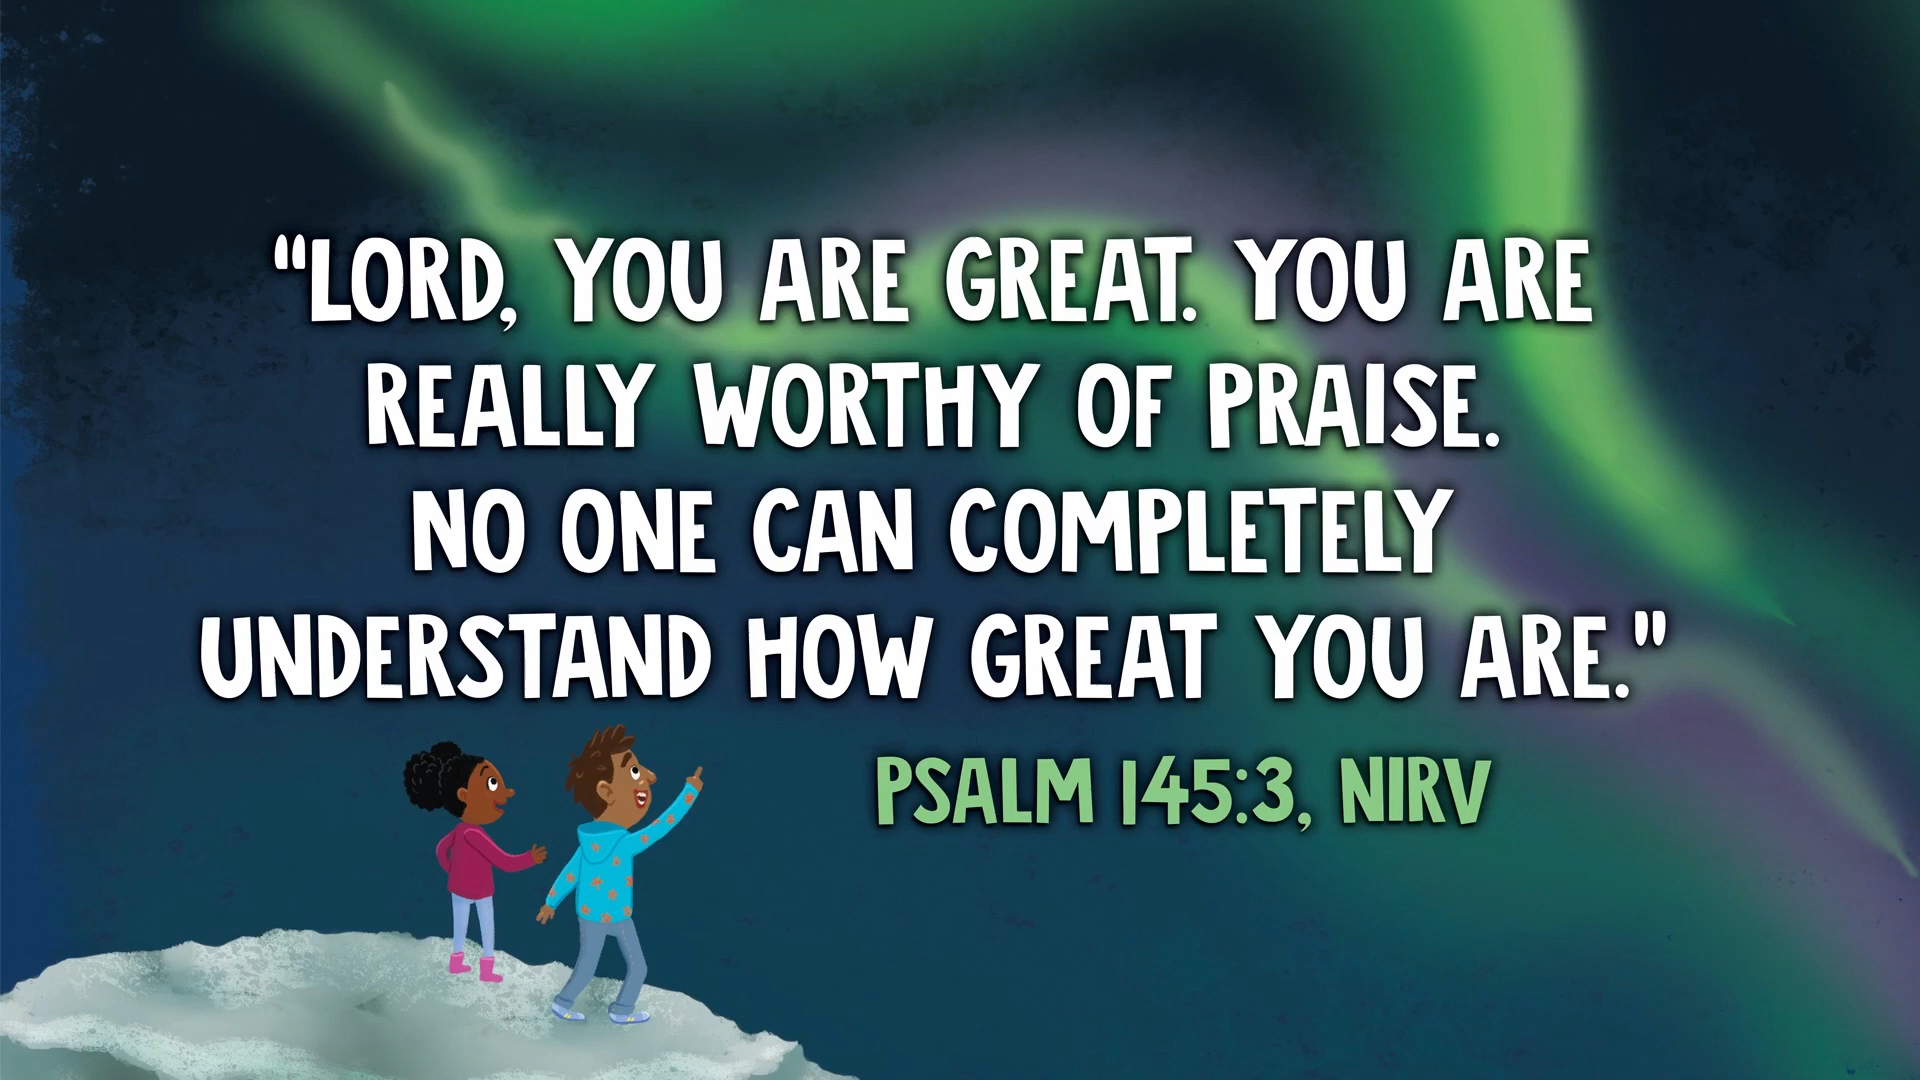 “LORD, YOU ARE GREAT. YOU ARE
REALLY WORTHY OF PRAISE.
NO ONE CAN COMPLETELY
UNDERSTAND HOW GREAT YOU ARE.”
PSALM 145:3, NIRV